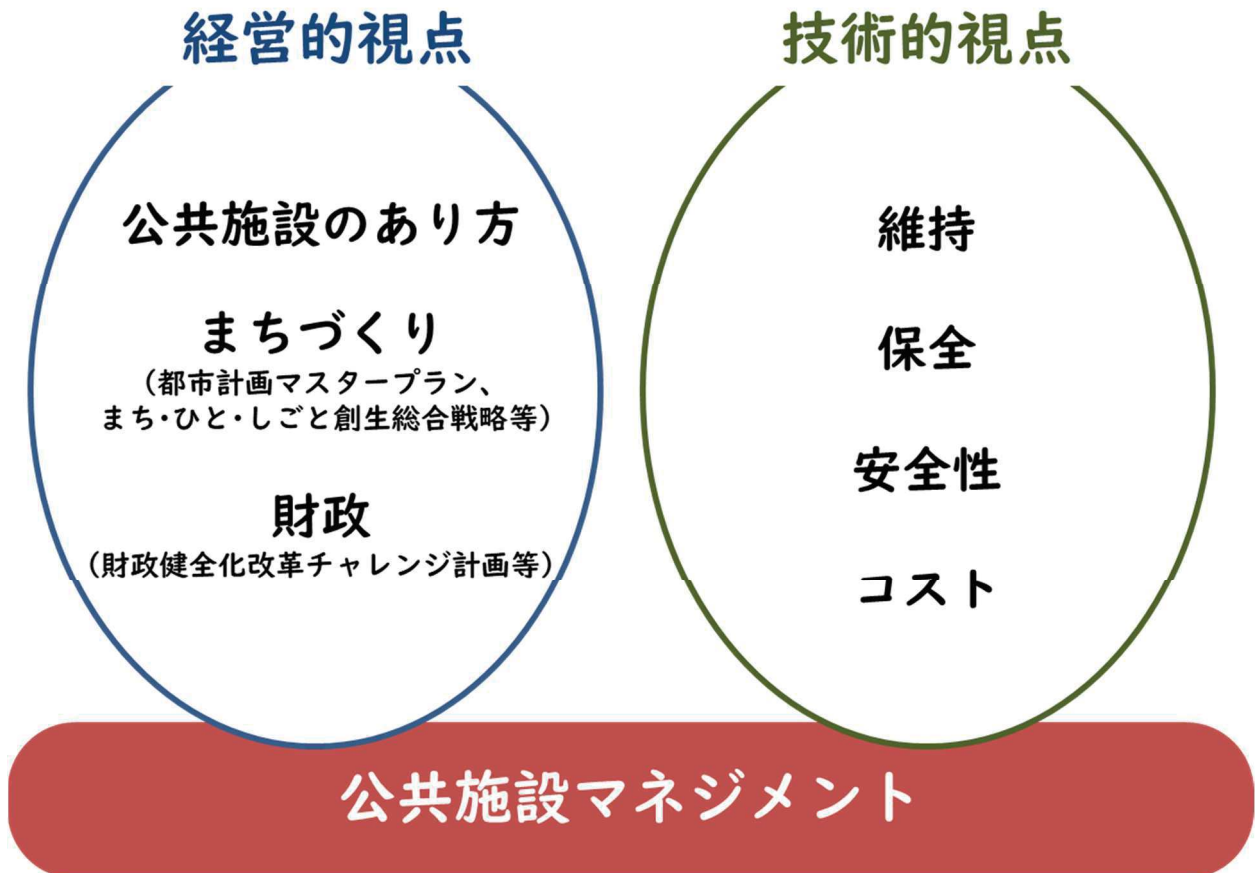 経営的視点
公共施設のあり方
まちづくり
（都市計画マスタープラン、
まち・ひと・しごと創生総合戦略等）
財政
（財政健全化改革チャレンジ計画等）
技術的視点
維持
保全
安全性
コスト
公共施設マネジメント